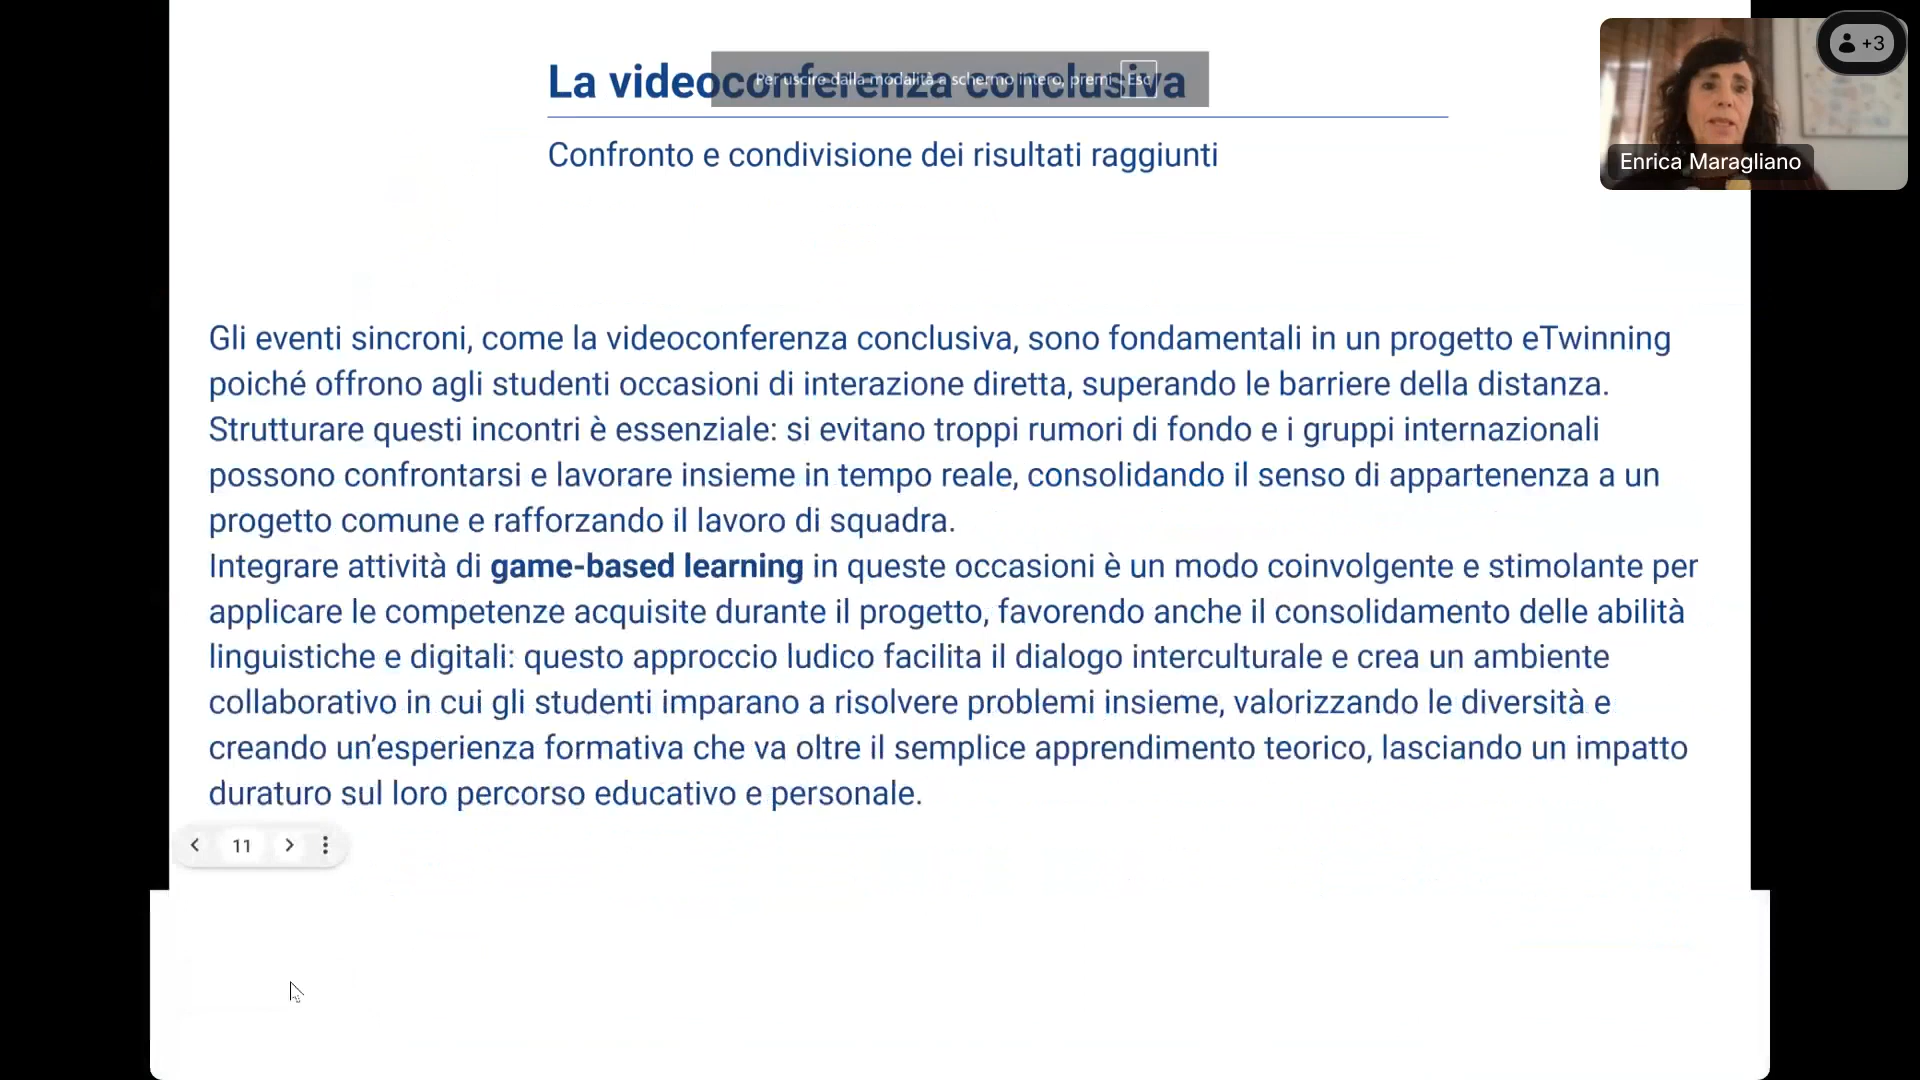 La videoconferenza conclusiva
Per uscire dalla modalità a schermo intero, premi Esc
Confronto e condivisione dei risultati raggiunti
+3
Enrica Maragliano
Gli eventi sincroni, come la videoconferenza conclusiva, sono fondamentali in un progetto eTwinning
poiché offrono agli studenti occasioni di interazione diretta, superando le barriere della distanza.
Strutturare questi incontri è essenziale: si evitano troppi rumori di fondo e i gruppi internazionali
possono confrontarsi e lavorare insieme in tempo reale, consolidando il senso di appartenenza a un
progetto comune e rafforzando il lavoro di squadra.
Integrare attività di game-based learning in queste occasioni è un modo coinvolgente e stimolante per
applicare le competenze acquisite durante il progetto, favorendo anche il consolidamento delle abilità
linguistiche e digitali: questo approccio ludico facilita il dialogo interculturale e crea un ambiente
collaborativo in cui gli studenti imparano a risolvere problemi insieme, valorizzando le diversità e
creando un’esperienza formativa che va oltre il semplice apprendimento teorico, lasciando un impatto
duraturo sul loro percorso educativo e personale.
11